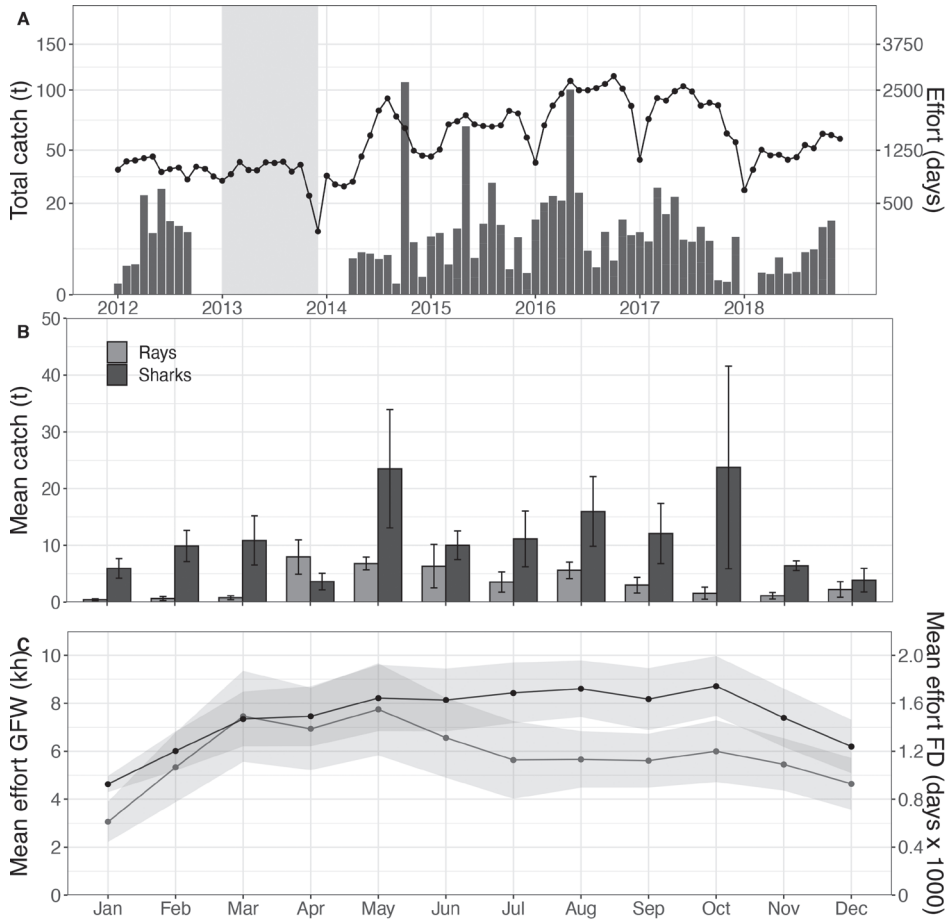 A
Total catch (t)
150
100
50
20
0
3750
2500
1250
500
Effort (days)
2012 2013 2014 2015 2016 2017 2018
B
Mean catch (t)
50
40
30
20
10
0
Rays
Sharks
C
Mean effort GFW (kh)
10
8
6
4
2
0
2.0
1.6
1.2
0.8
0.4
0
Mean effort FD (days x 1000)
Jan Feb Mar Apr May Jun Jul Aug Sep Oct Nov Dec